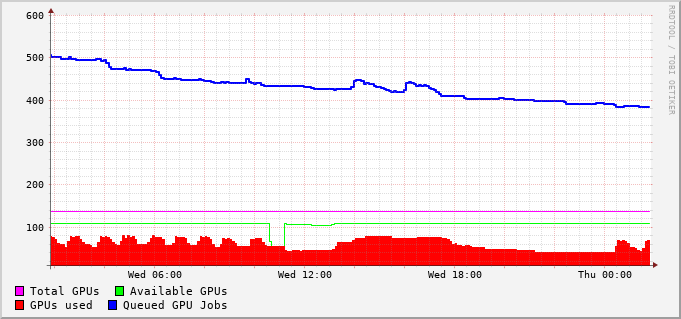 600
500
400
300
200
100
Wed 06:00 Wed 12:00 Wed 18:00 Thu 00:00
Total GPUs Available GPUs
GPUs used Queued GPU Jobs
RRDTOOL / TOBI OETIKER